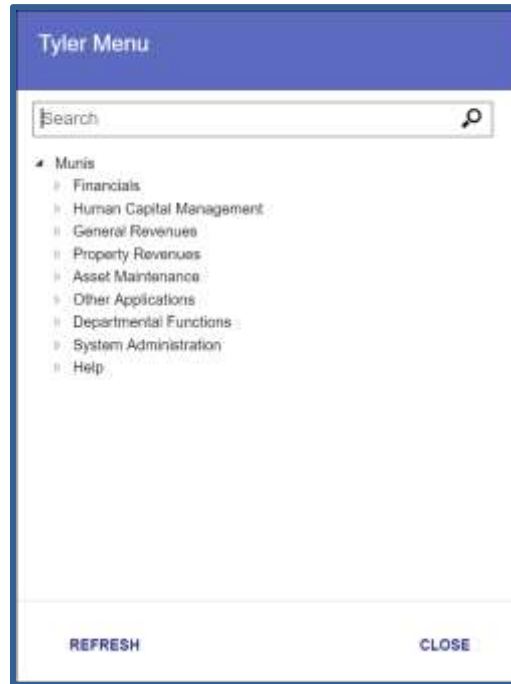 Tyler Menu
Search
Munis
Financials
Human Capital Management
General Revenues
Property Revenues
Asset Maintenance
Other Applications
Departmental Functions
System Administration
Help
REFRESH CLOSE